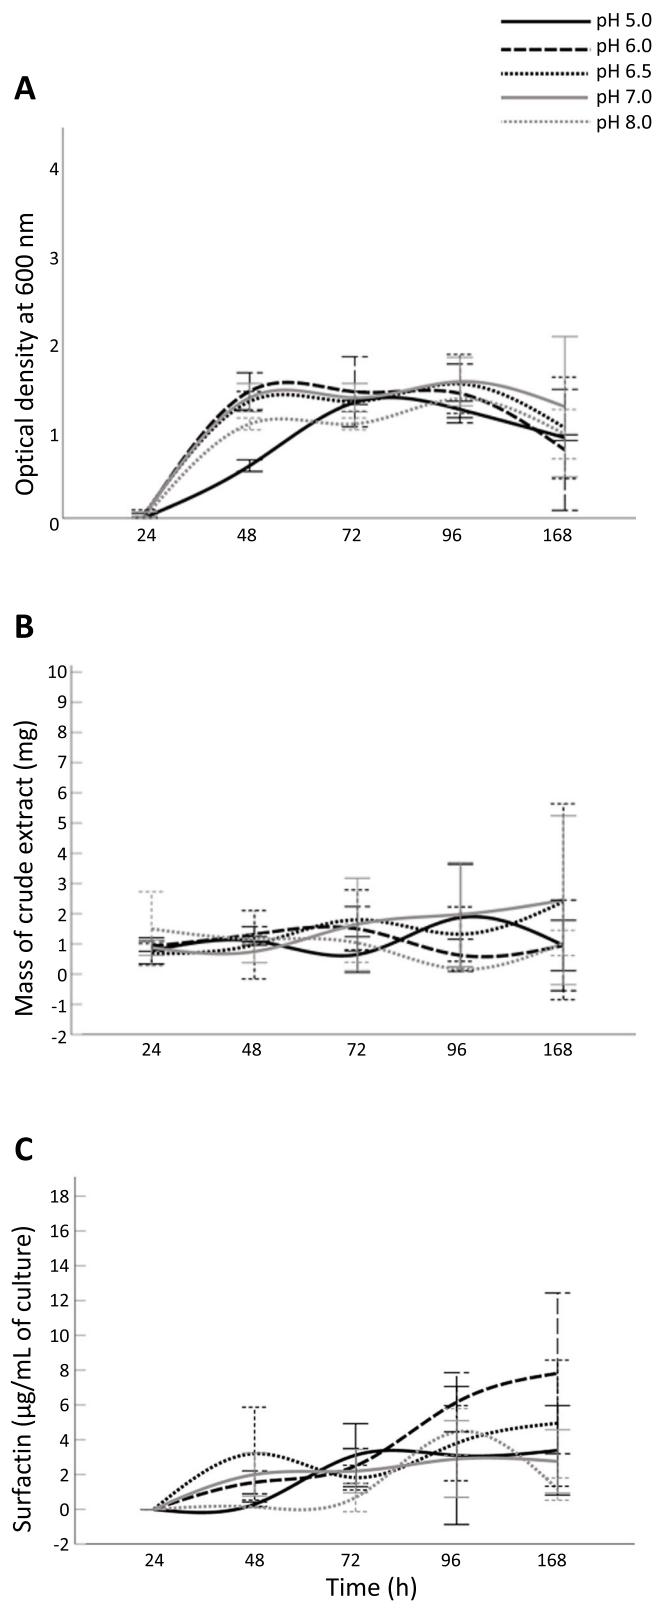 pH 5.0
pH 6.0
pH 6.5
pH 7.0
pH 8.0
A
Optical density at 600 nm
4
3
2
1
0
24 48 72 96 168
B
Mass of crude extract (mg)
10
9
8
7
6
5
4
3
2
1
0
-1
-2
24 48 72 96 168
C
Surfactin (µg/mL of culture)
18
16
14
12
10
8
6
4
2
0
-2
24 48 72 96 168
Time (h)